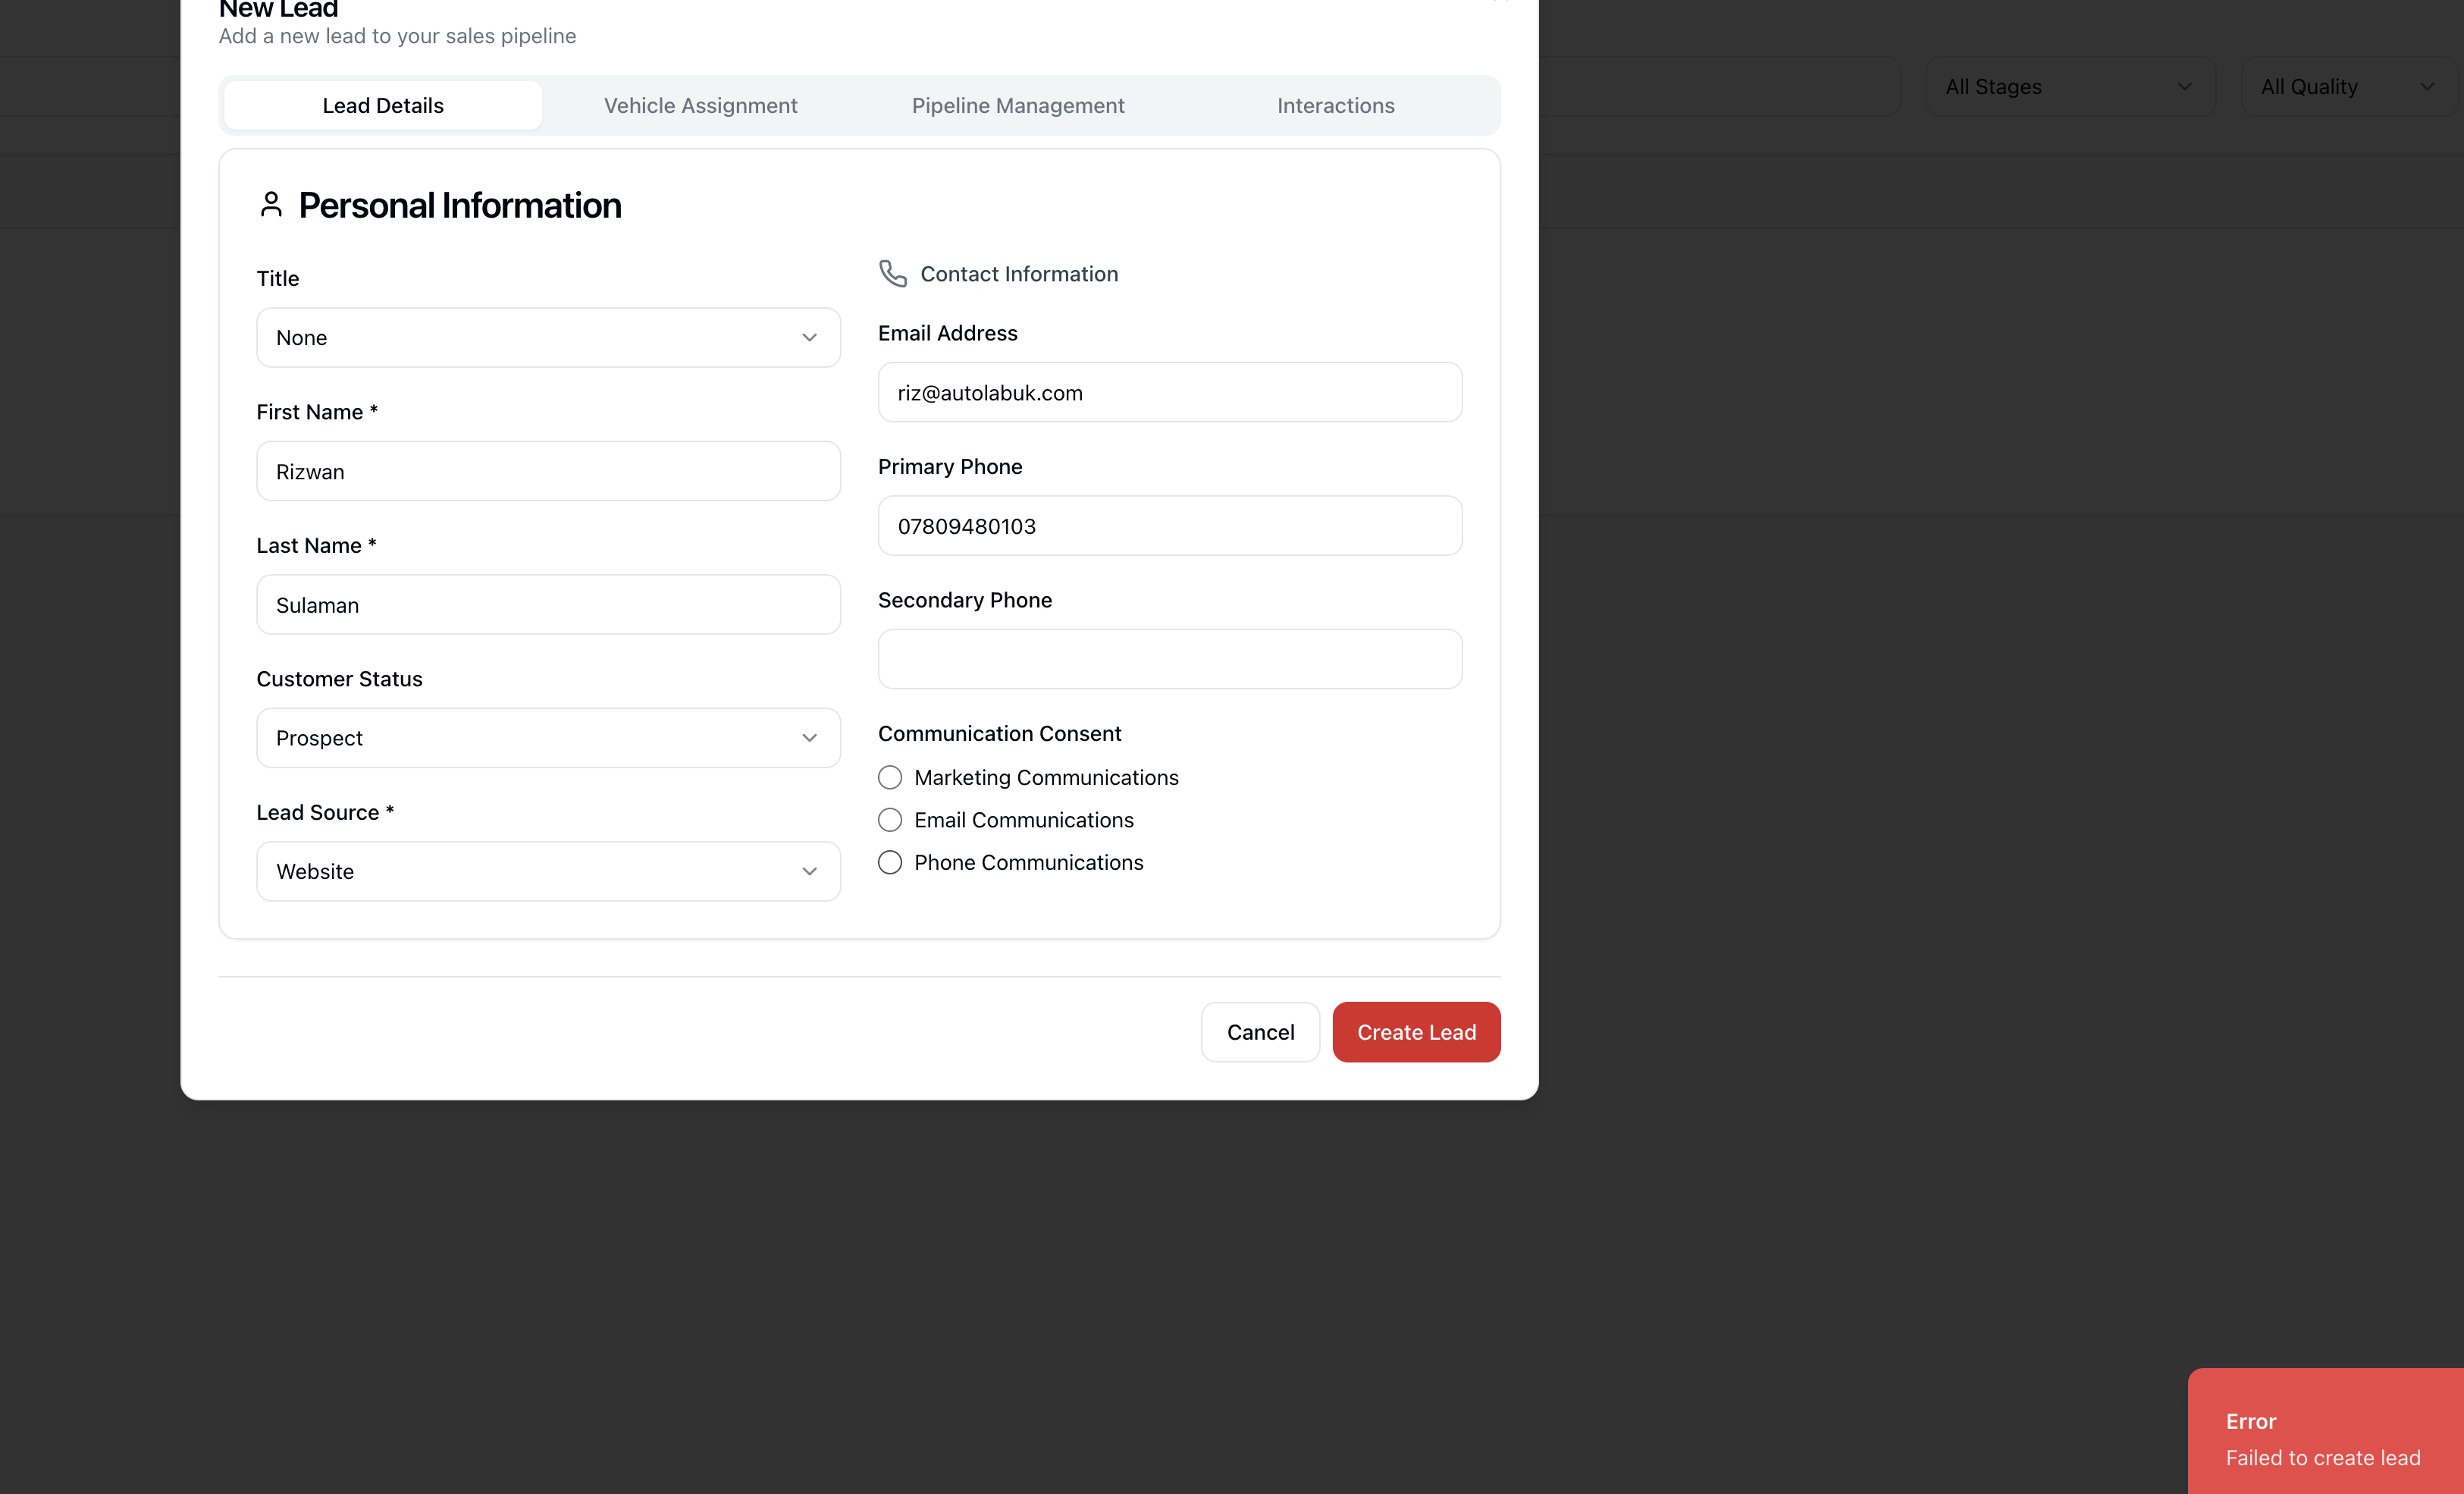 New Lead
Add a new lead to your sales pipeline
All Stages
All Quality
Lead Details
Vehicle Assignment
Pipeline Management
Interactions
Personal Information
Title
None
First Name *
Rizwan
Last Name *
Sulaman
Customer Status
Prospect
Lead Source *
Website
Contact Information
Email Address
riz@autolabuk.com
Primary Phone
07809480103
Secondary Phone
Communication Consent
Marketing Communications
Email Communications
Phone Communications
Cancel
Create Lead
Error
Failed to create lead